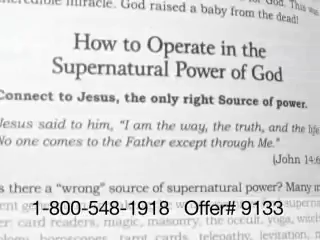 incredible miracle. God raised a baby from the dead!
for God. This was
How to Operate in the
Supernatural Power of God
Connect to Jesus, the only right Source of power.
Jesus said to him, "I am the way, the truth, and the life
No one comes to the Father except through Me."
(John 14:6
s there a "wrong" source of supernatural power? Many in
1-800-548-1918 Offer# 9133
er: card readers, magic, masonry, the occult, yoga,
horoscopes, tarot cards, telepathy, levitation,